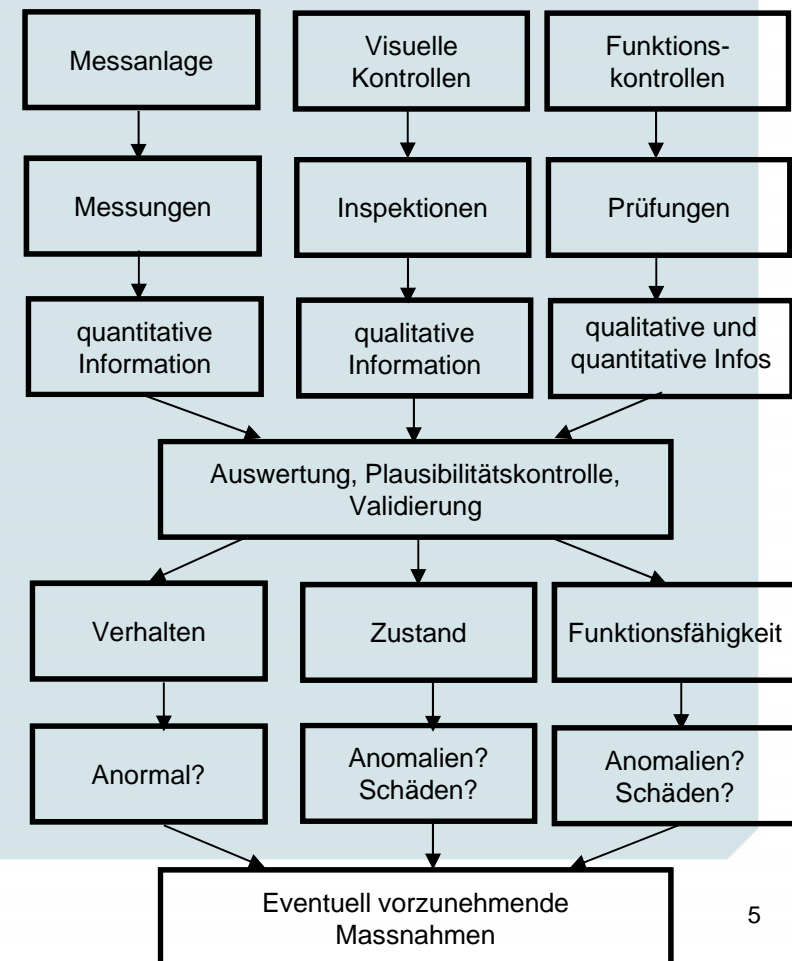 Messanlage
Visuelle
Kontrollen
Funktions-
kontrollen
Messungen
Inspektionen
Prüfungen
quantitative
Information
qualitative
Information
qualitative und
quantitative Infos
Auswertung, Plausibilitätskontrolle,
Validierung
Verhalten
Zustand
Funktionsfähigkeit
Anormal?
Anomalien?
Schäden?
Anomalien?
Schäden?
Eventuell vorzunehmende
Massnahmen
5